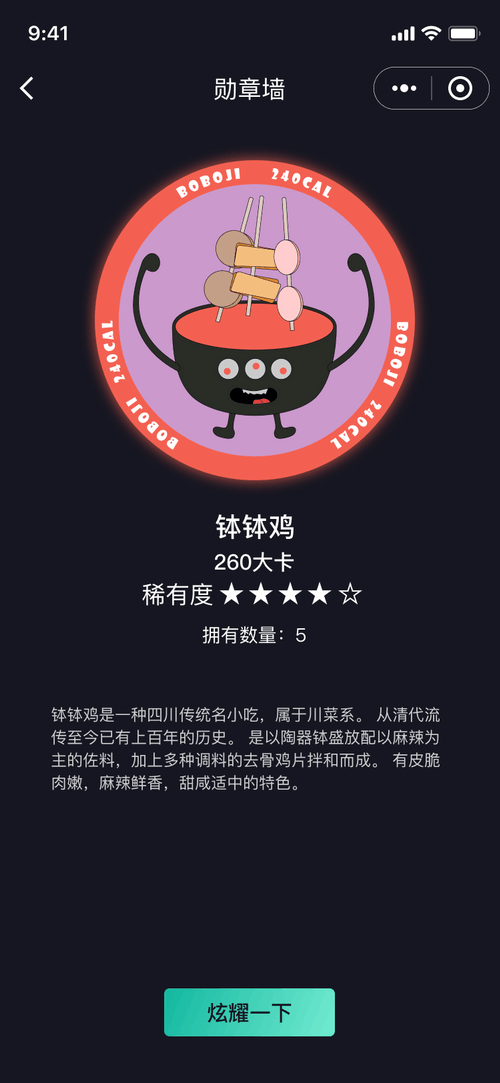 9:41
勋章墙
BOBOJI 240CAL
BOBOJI 240CAL
BOBOJI 240CAL
钵钵鸡
260大卡
稀有度 ★★★★☆
拥有数量：5
钵钵鸡是一种四川传统名小吃，属于川菜系。 从清代流
传至今已有上百年的历史。 是以陶器钵盛放配以麻辣为
主的佐料，加上多种调料的去骨鸡片拌和而成。 有皮脆
肉嫩，麻辣鲜香，甜咸适中的特色。
炫耀一下